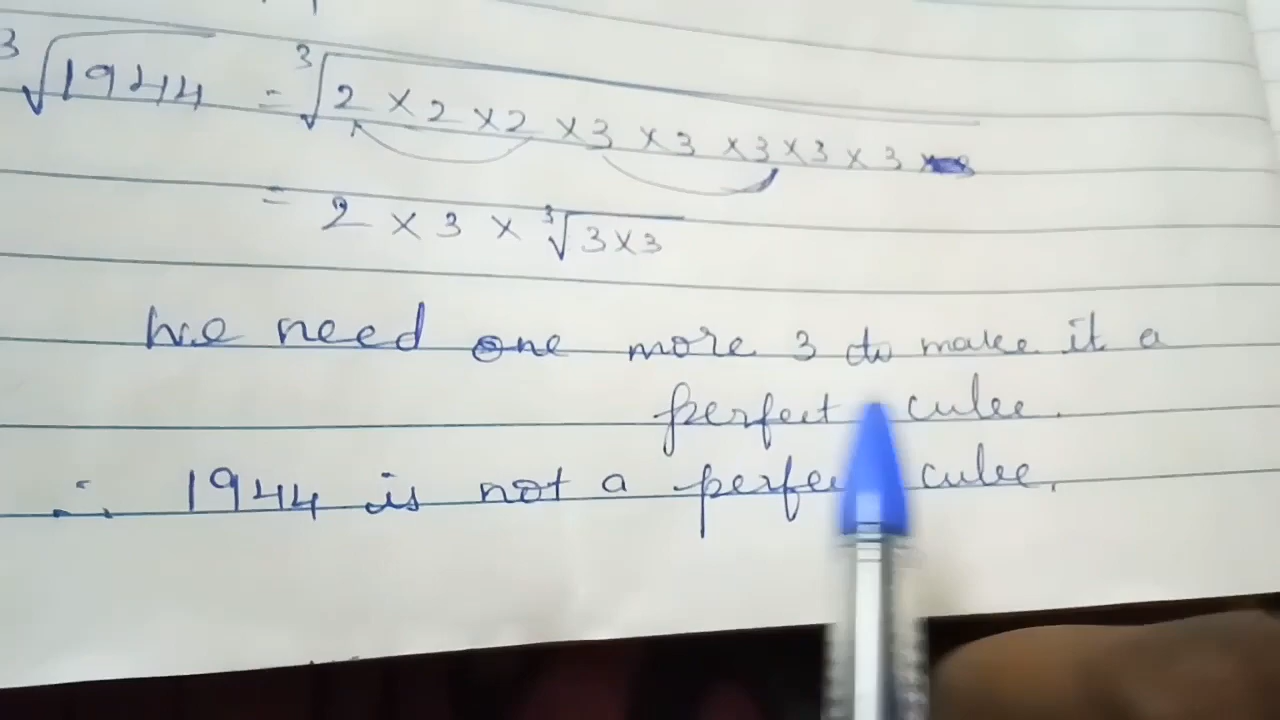 ³√1944 = ³√2 × 2 × 2 × 3 × 3 × 3 × 3 × 3
= 2 × 3 × ³√3×3
We need one more 3 to make it a
perfect cube.
∴ 1944 is not a perfect cube.